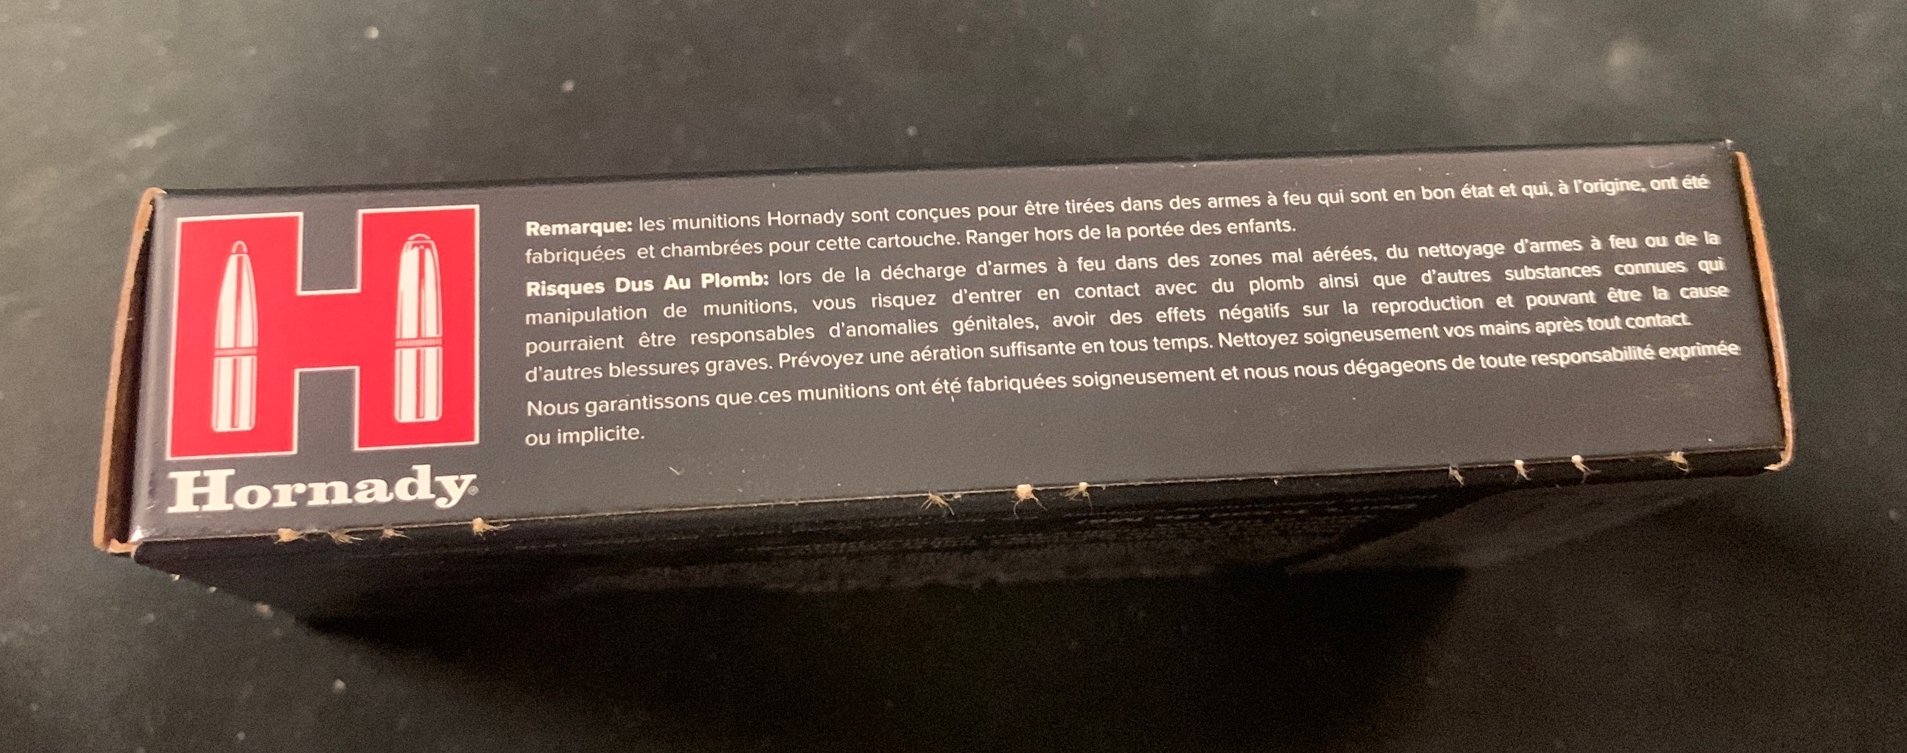 Remarque: les munitions Hornady sont conçues pour être tirées dans des armes à feu qui sont en bon état et qui, à l'origine, ont été
fabriquées et chambrées pour cette cartouche. Ranger hors de la portée des enfants.
Risques Dus Au Plomb: lors de la décharge d'armes à feu dans des zones mal aérées, du nettoyage d'armes à feu ou de la
manipulation de munitions, vous risquez d'entrer en contact avec du plomb ainsi que d'autres substances connues qui
pourraient être responsables d'anomalies génitales, avoir des effets négatifs sur la reproduction et pouvant être la cause
d'autres blessures graves. Prévoyez une aération suffisante en tous temps. Nettoyez soigneusement vos mains après tout contact.
Nous garantissons que ces munitions ont été fabriquées soigneusement et nous nous dégageons de toute responsabilité exprimée
ou implicite.
H
Hornady®